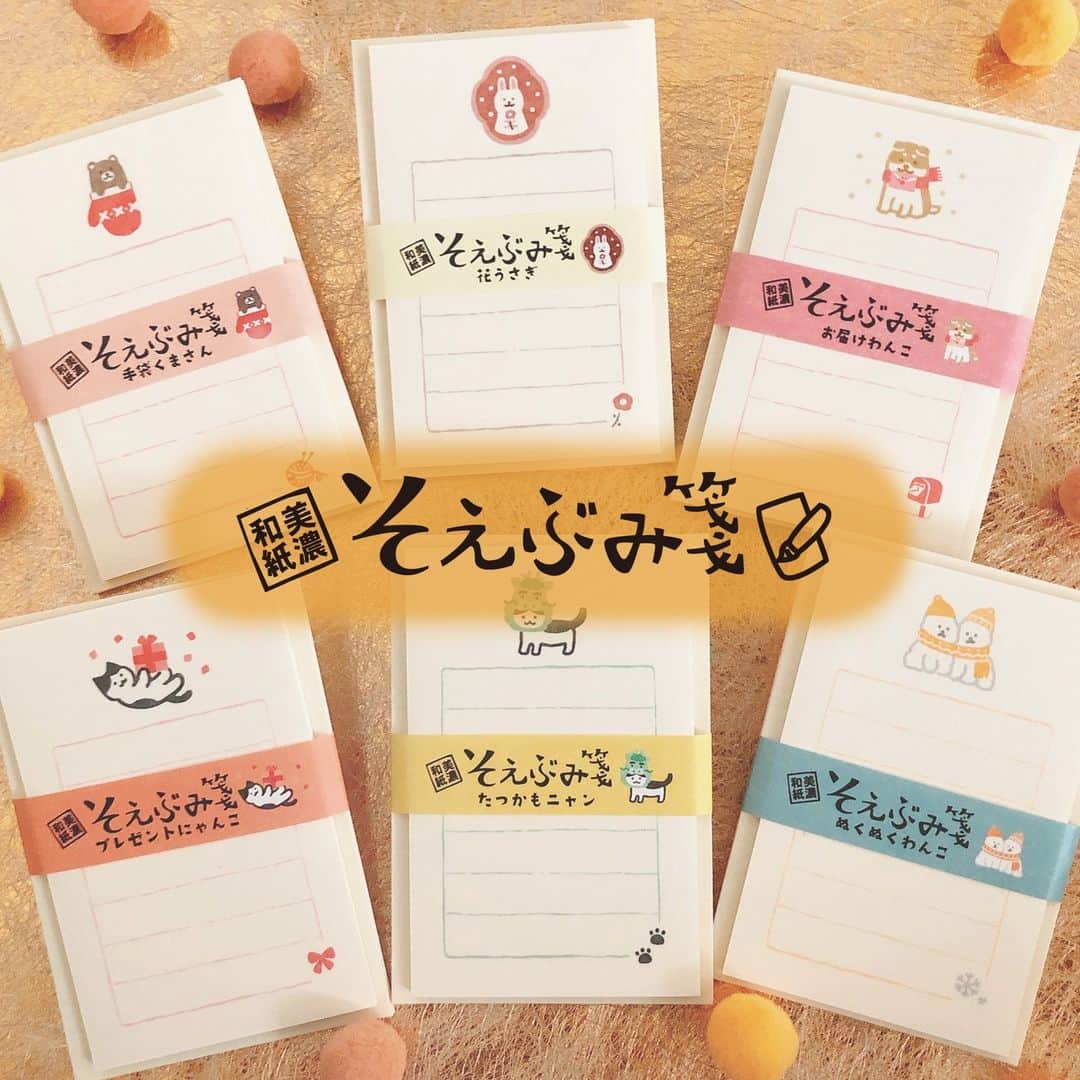 美濃和紙 そえぶみ箋
花うさぎ
美濃和紙 そえぶみ箋
手袋くまさん
美濃和紙 そえぶみ箋
お届けわんこ
美濃和紙 そえぶみ箋
美濃和紙 そえぶみ箋
プレゼントにゃんこ
美濃和紙 そえぶみ箋
たつかもニャン
美濃和紙 そえぶみ箋
ぬくぬくわんこ